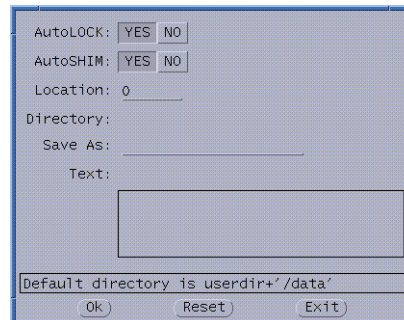 AutoLOCK: YES NO
AutoSHIM: YES NO
Location: 0
Directory:
Save As:
Text:
Default directory is userdir+'/data'
Ok Reset Exit